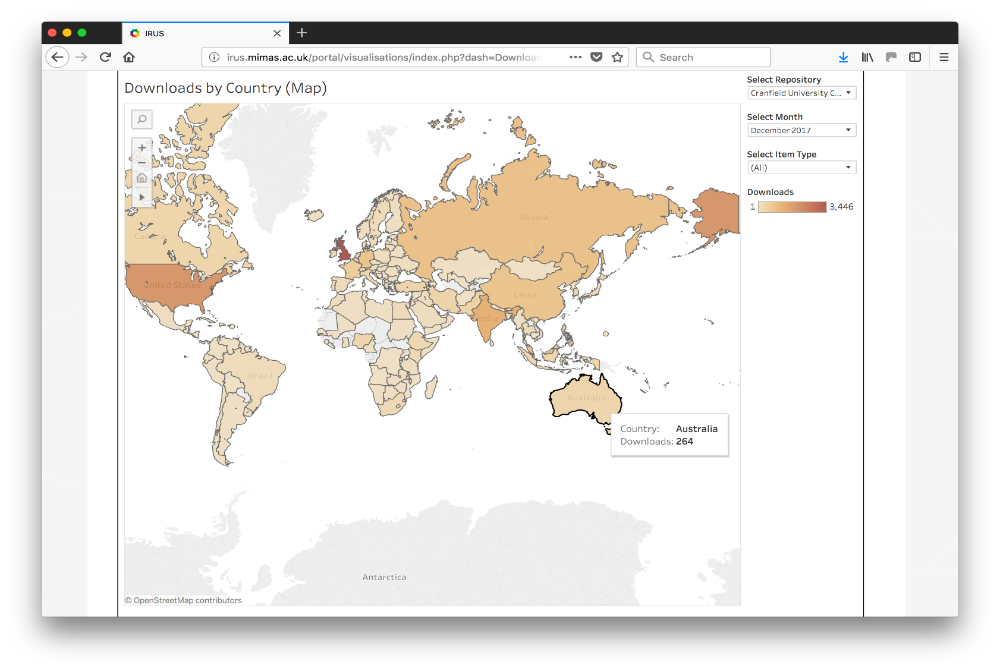 IRUS
irus.mimas.ac.uk/portal/visualisations/index.php?dash=Download
Search
Downloads by Country (Map)
Select Repository
Cranfield University C...
Select Month
December 2017
Select Item Type
(All)
Downloads
1 3,446
Russia
Canada
United States
China
India
Brazil
Australia
Country: Australia
Downloads: 264
Antarctica
© OpenStreetMap contributors